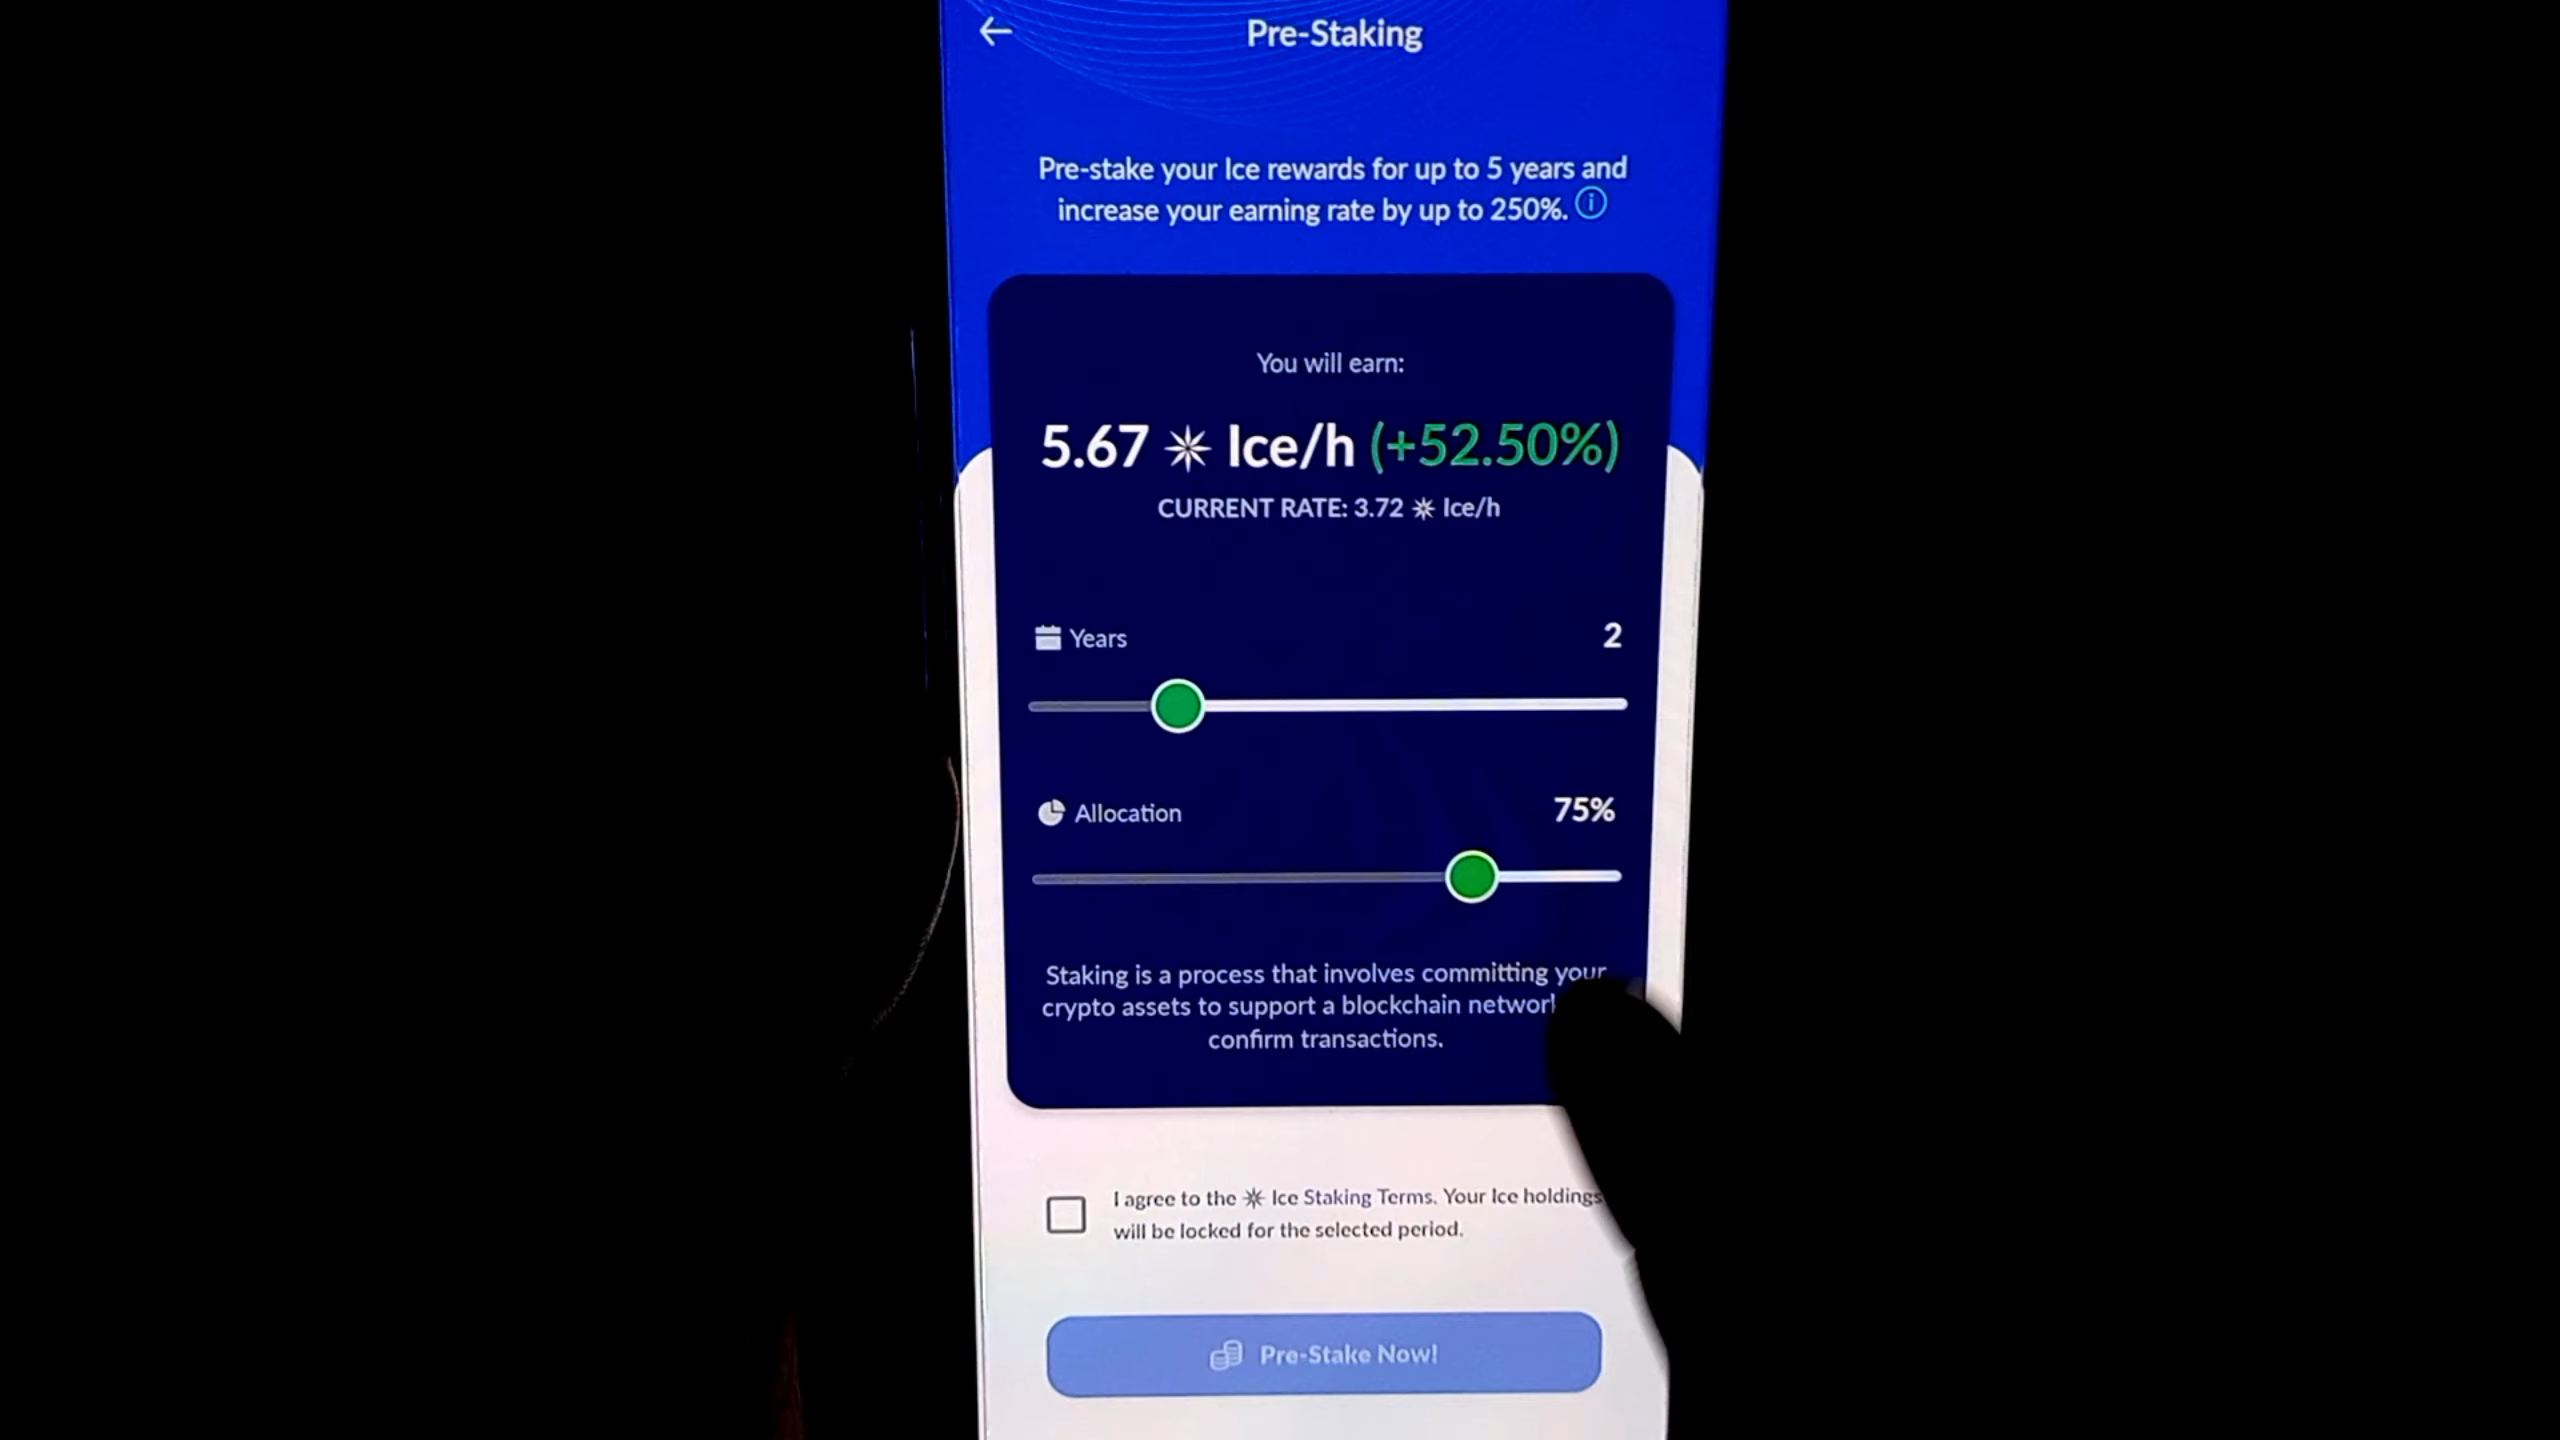 Pre-Staking
Pre-stake your Ice rewards for up to 5 years and
increase your earning rate by up to 250%.
You will earn:
5.67 Ice/h (+52.50%)
CURRENT RATE: 3.72 Ice/h
Years 2
Allocation 75%
Staking is a process that involves committing your
crypto assets to support a blockchain
confirm transactions.
I agree to the Ice Staking Terms. Your Ice holdings
will be locked for the selected period.
Pre-Stake Now!